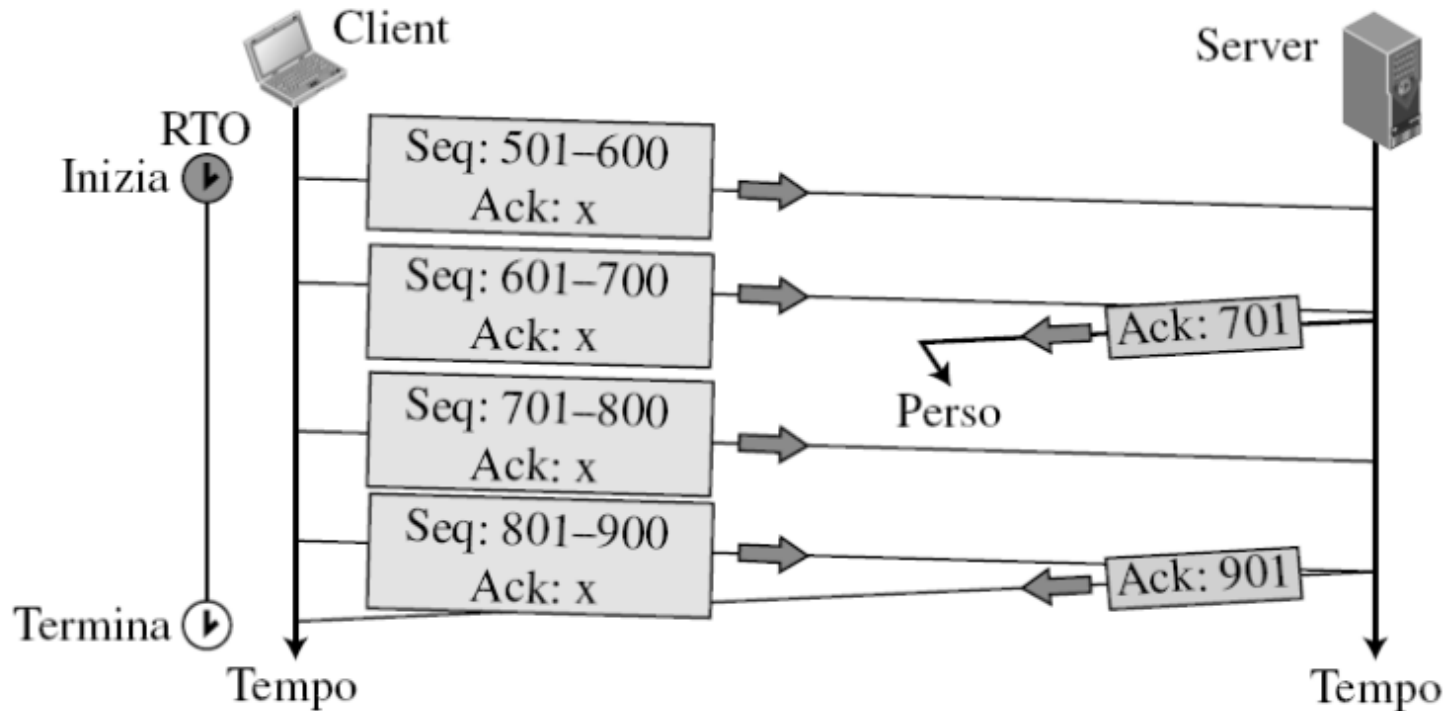 Client
Server
RTO
Inizia
Seq: 501–600
Ack: x
Seq: 601–700
Ack: x
Ack: 701
Perso
Seq: 701–800
Ack: x
Seq: 801–900
Ack: x
Ack: 901
Termina
Tempo
Tempo